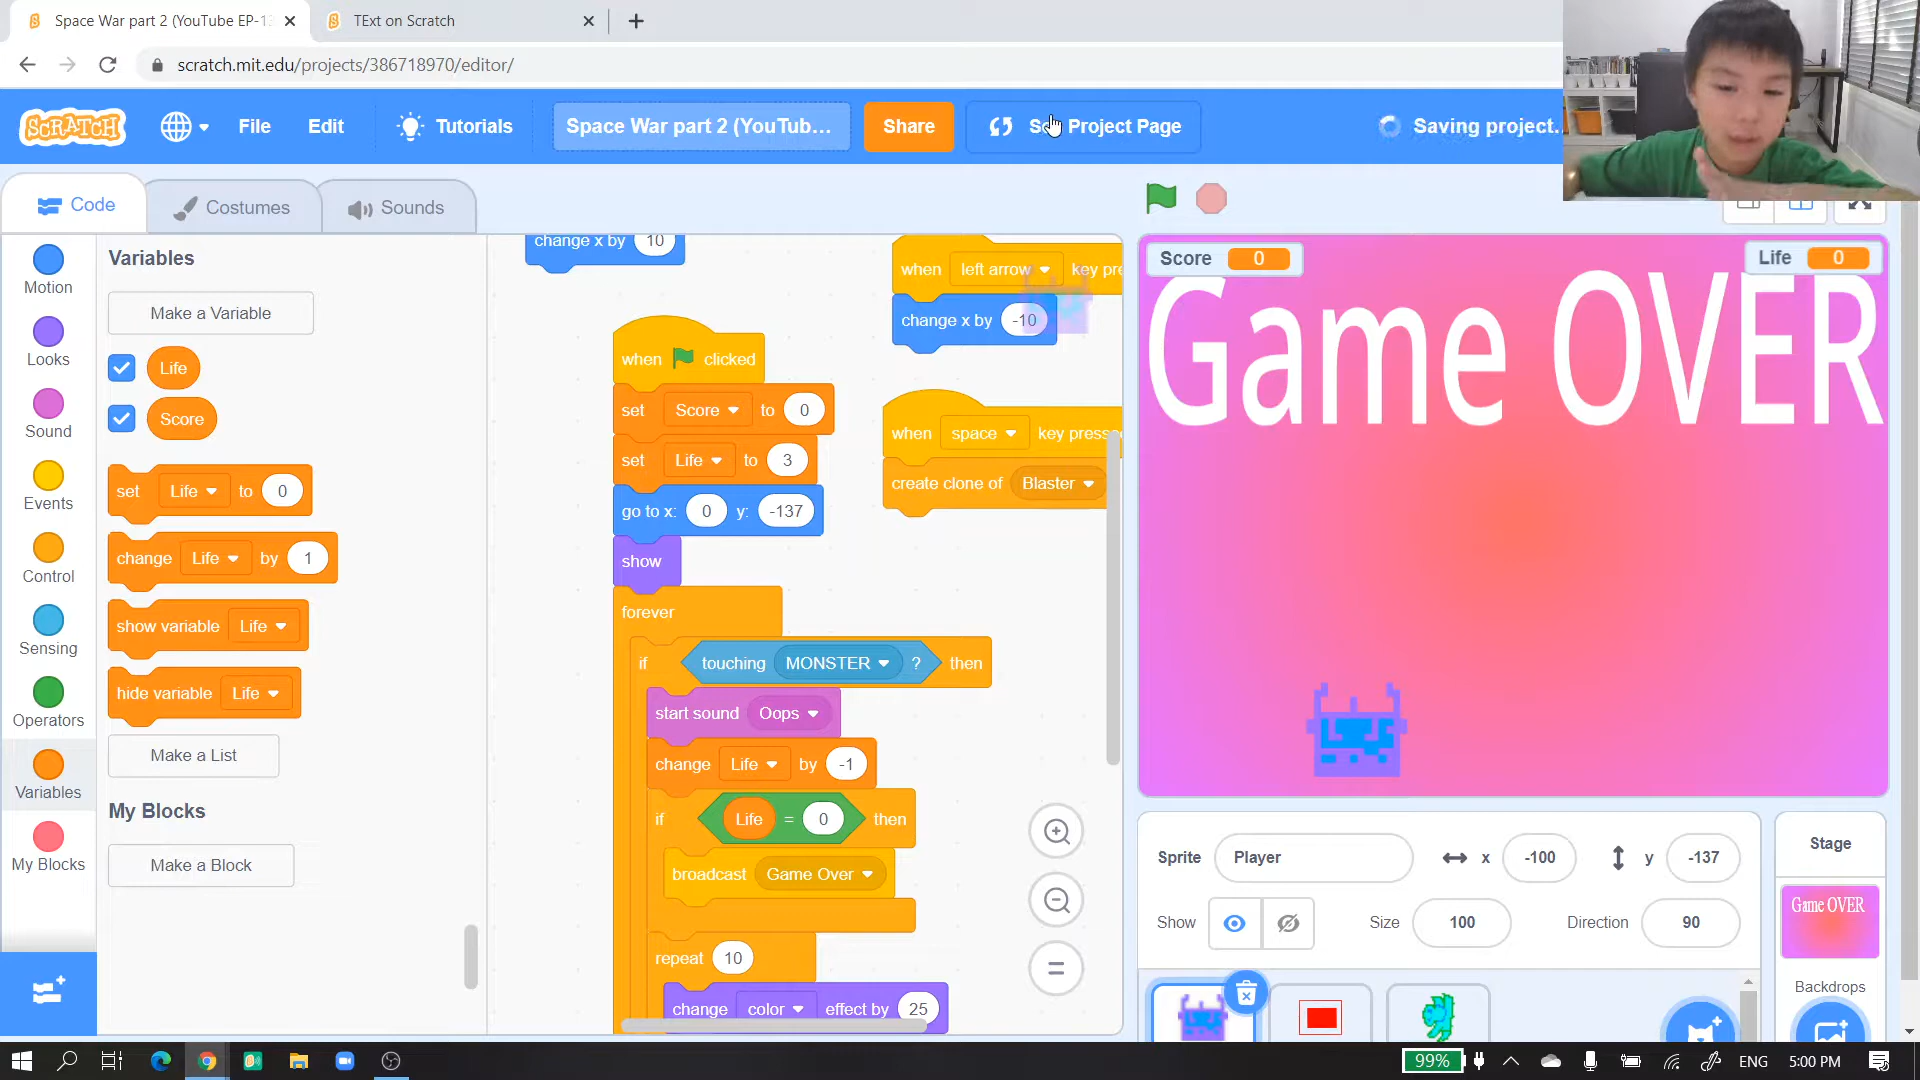 Space War part 2 (YouTube EP-1
TExt on Scratch
scratch.mit.edu/projects/386718970/editor/
SCRATCH
File
Edit
Tutorials
Space War part 2 (YouTub...
Share
See Project Page
Saving project.
Code
Costumes
Sounds
Motion
Looks
Sound
Events
Control
Sensing
Operators
Variables
My Blocks
Variables
Make a Variable
Life
Score
set Life to 0
change Life by 1
show variable Life
hide variable Life
Make a List
My Blocks
Make a Block
change x by 10
when left arrow key pre
change x by -10
when space key presse
create clone of Blaster
when clicked
set Score to 0
set Life to 3
go to x: 0 y: -137
show
forever
if touching MONSTER ? then
start sound Oops
change Life by -1
if Life = 0 then
broadcast Game Over
repeat 10
change color effect by 25
Score 0
Life 0
Game OVER
Sprite Player x -100 y -137
Show Size 100 Direction 90
Stage
Game OVER
Backdrops
99%
ENG
5:00 PM